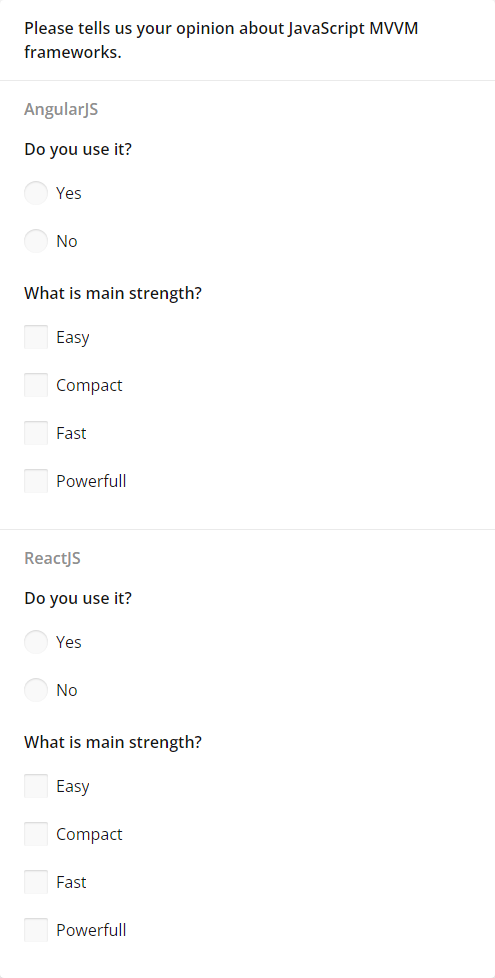 Please tells us your opinion about JavaScript MVVM
frameworks.
AngularJS
Do you use it?
Yes
No
What is main strength?
Easy
Compact
Fast
Powerfull
ReactJS
Do you use it?
Yes
No
What is main strength?
Easy
Compact
Fast
Powerfull